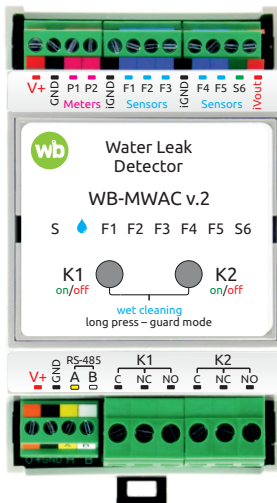 V+ GND P1 P2 iGND F1 F2 F3 iGND F4 F5 S6 iVout
Meters Sensors Sensors
wb
Water Leak
Detector
WB-MWAC v.2
S F1 F2 F3 F4 F5 S6
K1 K2
on/off on/off
wet cleaning
long press – guard mode
RS-485 K1 K2
V+ GND A B C NC NO C NC NO